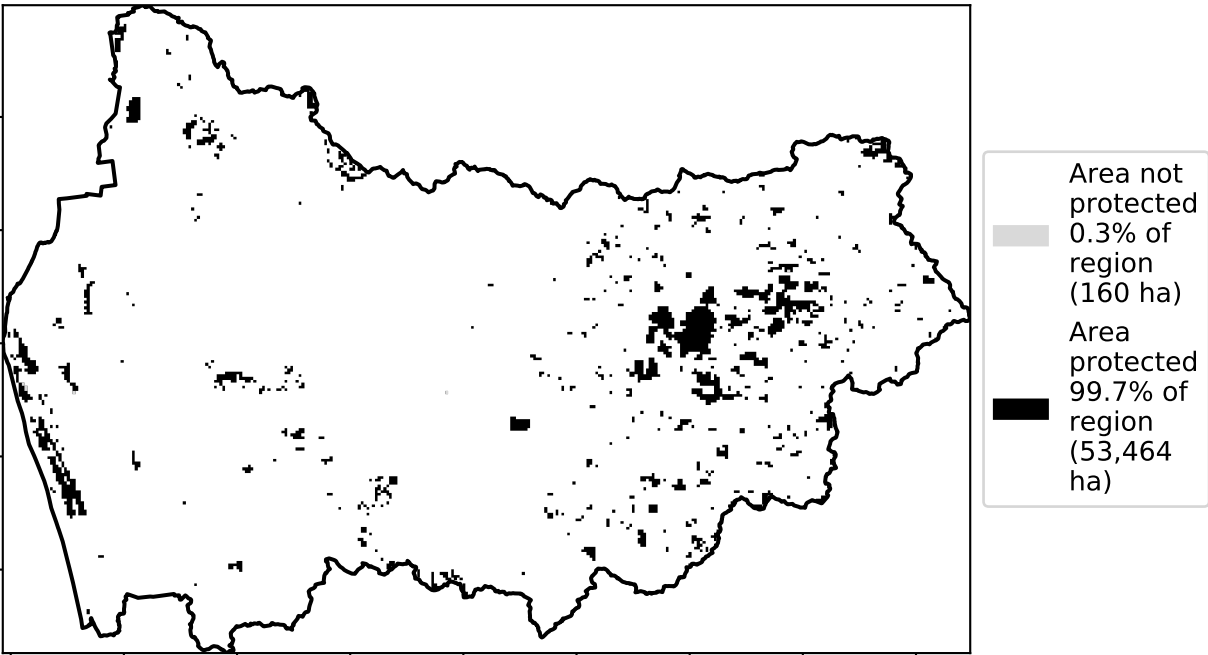 Area not
protected
0.3% of
region
(160 ha)
Area
protected
99.7% of
region
(53,464
ha)